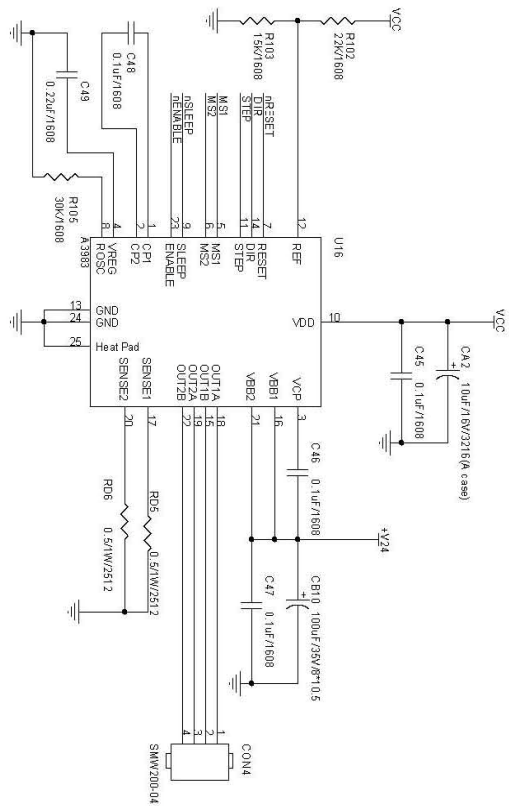 VCC
R102
22K/1608
R103
15K/1608
C48
0.1uF/1608
C49
0.22uF/1608
R105
30K/1608
nRESET
DIR
STEP
MS1
MS2
nSLEEP
nENABLE
12
7
14
11
5
6
9
23
1
2
4
8
U16
REF
RESET
DIR
STEP
MS1
MS2
SLEEP
ENABLE
CP1
CP2
VREG
ROSC
A3983
VDD
10
VCC
CA2
10uF/16V/3216(A case)
C45
0.1uF/1608
13
24
25
GND
GND
Heat Pad
VCP
VBB1
VBB2
OUT1A
OUT1B
OUT2A
OUT2B
SENSE1
SENSE2
3
16
21
18
15
19
22
17
20
C46
0.1uF/1608
+V24
CB10
100uF/35V/8*10.5
C47
0.1uF/1608
RD5
0.5/1W/2512
RD6
0.5/1W/2512
1
2
3
4
CON4
SMW200-04